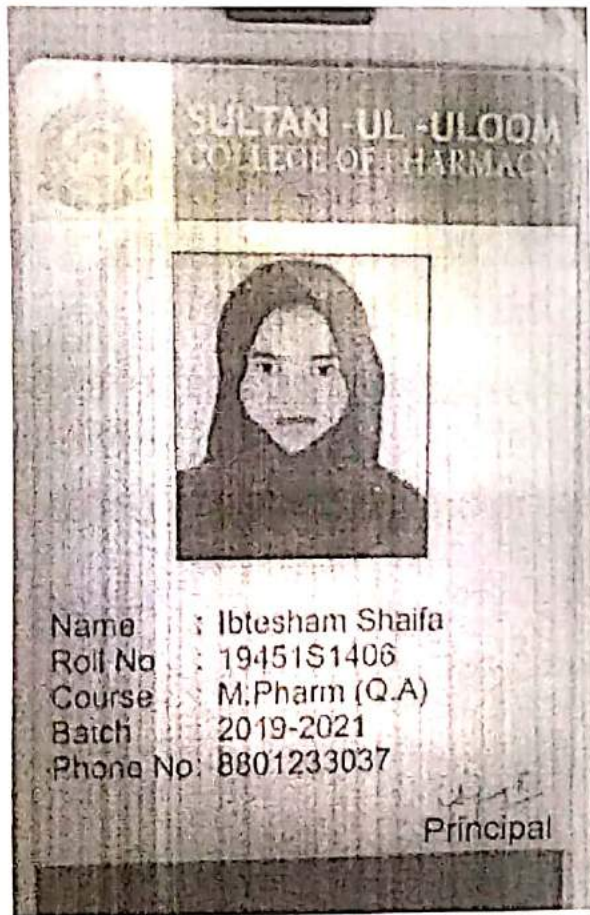 SULTAN -UL -ULOOM
COLLEGE OF PHARMACY
Name : Ibtesham Shaifa
Roll No : 19451S1406
Course : M.Pharm (Q.A)
Batch : 2019-2021
Phone No: 8801233037
Principal